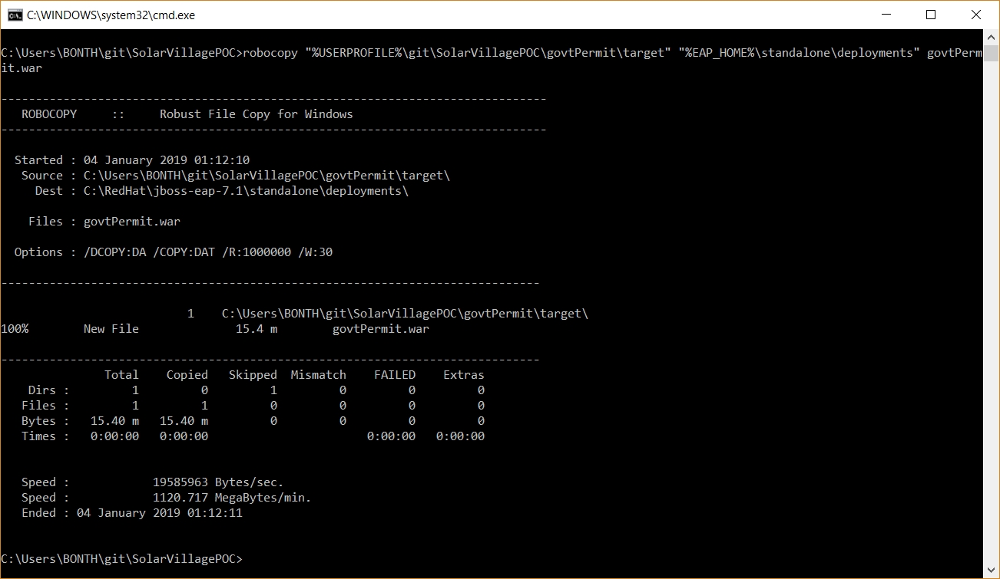 C:\WINDOWS\system32\cmd.exe
C:\Users\BONTH\git\SolarVillagePOC>robocopy "%USERPROFILE%\git\SolarVillagePOC\govtPermit\target" "%EAP_HOME%\standalone\deployments" govtPerm
it.war
-------------------------------------------------------------------------------
   ROBOCOPY     ::     Robust File Copy for Windows
-------------------------------------------------------------------------------
  Started : 04 January 2019 01:12:10
   Source : C:\Users\BONTH\git\SolarVillagePOC\govtPermit\target\
     Dest : C:\RedHat\jboss-eap-7.1\standalone\deployments\
    Files : govtPermit.war
  Options : /DCOPY:DA /COPY:DAT /R:1000000 /W:30
------------------------------------------------------------------------------
                           1    C:\Users\BONTH\git\SolarVillagePOC\govtPermit\target\
100%        New File              15.4 m        govtPermit.war
------------------------------------------------------------------------------
               Total    Copied   Skipped  Mismatch    FAILED    Extras
    Dirs :         1         0         1         0         0         0
   Files :         1         1         0         0         0         0
   Bytes :   15.40 m   15.40 m         0         0         0         0
   Times :   0:00:00   0:00:00                       0:00:00   0:00:00
   Speed :            19585963 Bytes/sec.
   Speed :            1120.717 MegaBytes/min.
   Ended : 04 January 2019 01:12:11
C:\Users\BONTH\git\SolarVillagePOC>